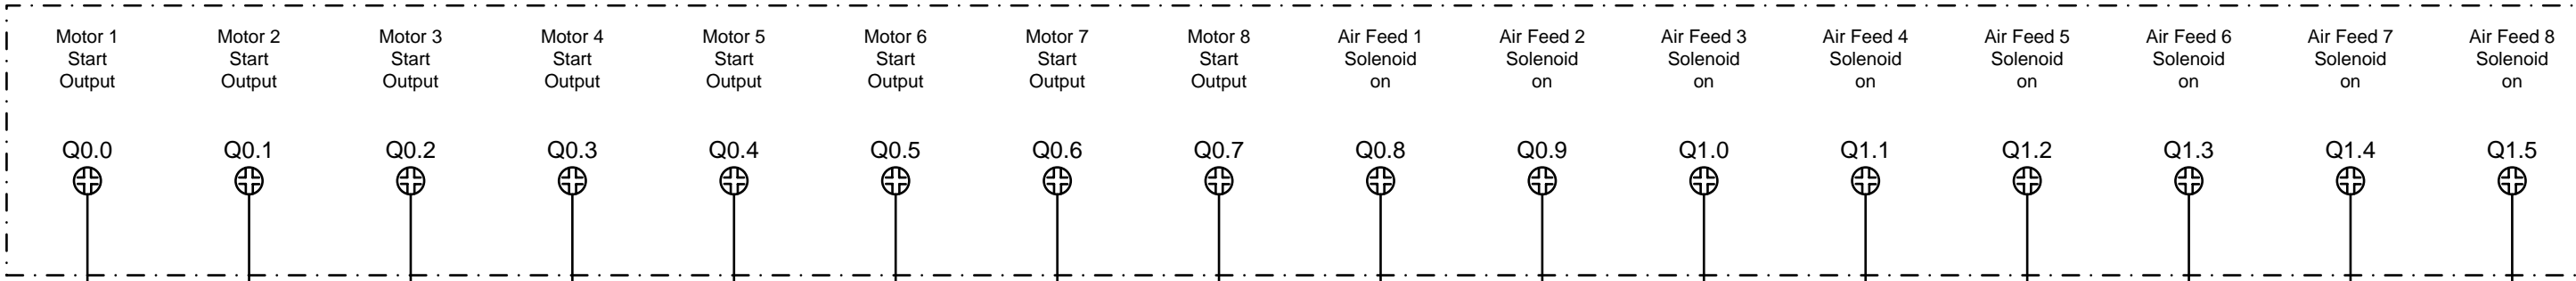 Motor 1
Start
Output
Motor 2
Start
Output
Motor 3
Start
Output
Motor 4
Start
Output
Motor 5
Start
Output
Motor 6
Start
Output
Motor 7
Start
Output
Motor 8
Start
Output
Air Feed 1
Solenoid
on
Air Feed 2
Solenoid
on
Air Feed 3
Solenoid
on
Air Feed 4
Solenoid
on
Air Feed 5
Solenoid
on
Air Feed 6
Solenoid
on
Air Feed 7
Solenoid
on
Air Feed 8
Solenoid
on
Q0.0
Q0.1
Q0.2
Q0.3
Q0.4
Q0.5
Q0.6
Q0.7
Q0.8
Q0.9
Q1.0
Q1.1
Q1.2
Q1.3
Q1.4
Q1.5